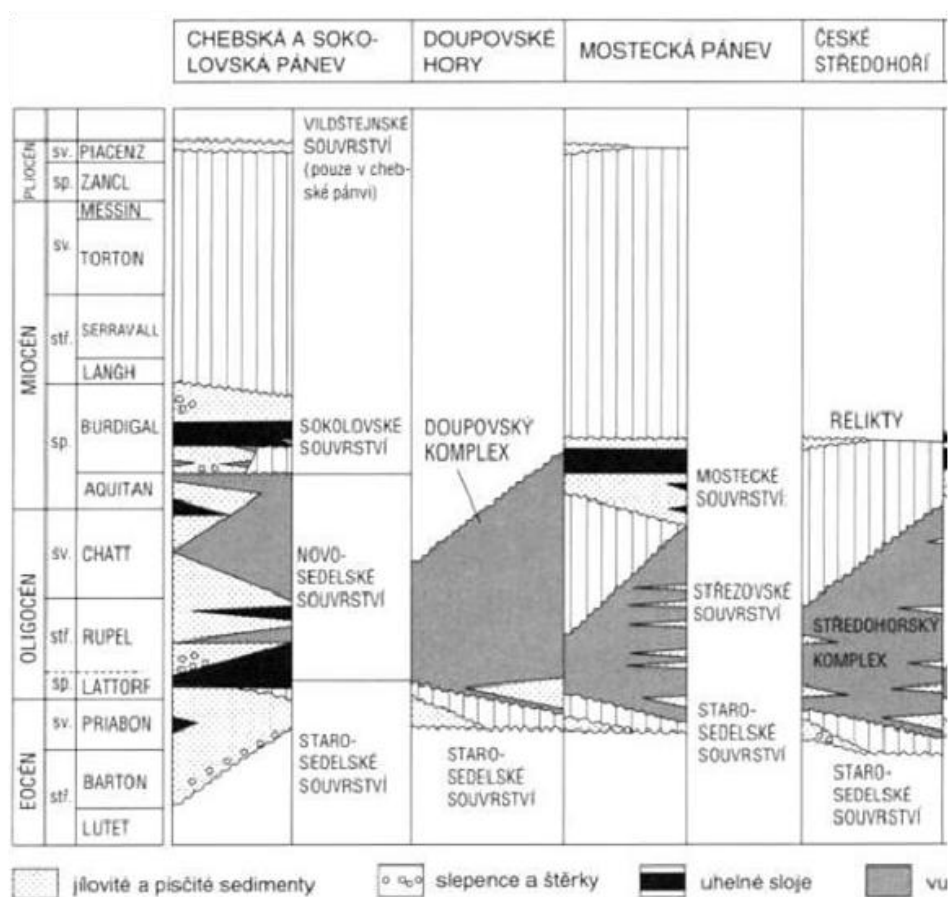 CHEBSKÁ A SOKO-
LOVSKÁ PÁNEV
DOUPOVSKÉ
HORY
MOSTECKÁ PÁNEV
ČESKÉ
STŘEDOHOŘÍ
PLIOCÉN
sv.
PIACENZ
sp.
ZANCL
MIOCÉN
sv.
MESSIN
TORTON
stř.
SERRAVALL
LANGH
sp.
BURDIGAL
AQUITAN
OLIGOCÉN
sv.
CHATT
stř.
RUPEL
sp.
LATTORF
EOCÉN
sv.
PRIABON
stř.
BARTON
LUTET
VILDŠTEJNSKÉ
SOUVRSTVÍ
(pouze v cheb-
ské pánvi)
SOKOLOVSKÉ
SOUVRSTVÍ
NOVO-
SEDELSKÉ
SOUVRSTVÍ
STARO-
SEDELSKÉ
SOUVRSTVÍ
DOUPOVSKÝ
KOMPLEX
STARO-
SEDELSKÉ
SOUVRSTVÍ
MOSTECKÉ
SOUVRSTVÍ
STŘEZOVSKÉ
SOUVRSTVÍ
STARO-
SEDELSKÉ
SOUVRSTVÍ
RELIKTY
STŘEDOHORSKÝ
KOMPLEX
STARO-
SEDELSKÉ
SOUVRSTVÍ
jílovité a pisčité sedimenty
slepence a štěrky
uhelné sloje
vu